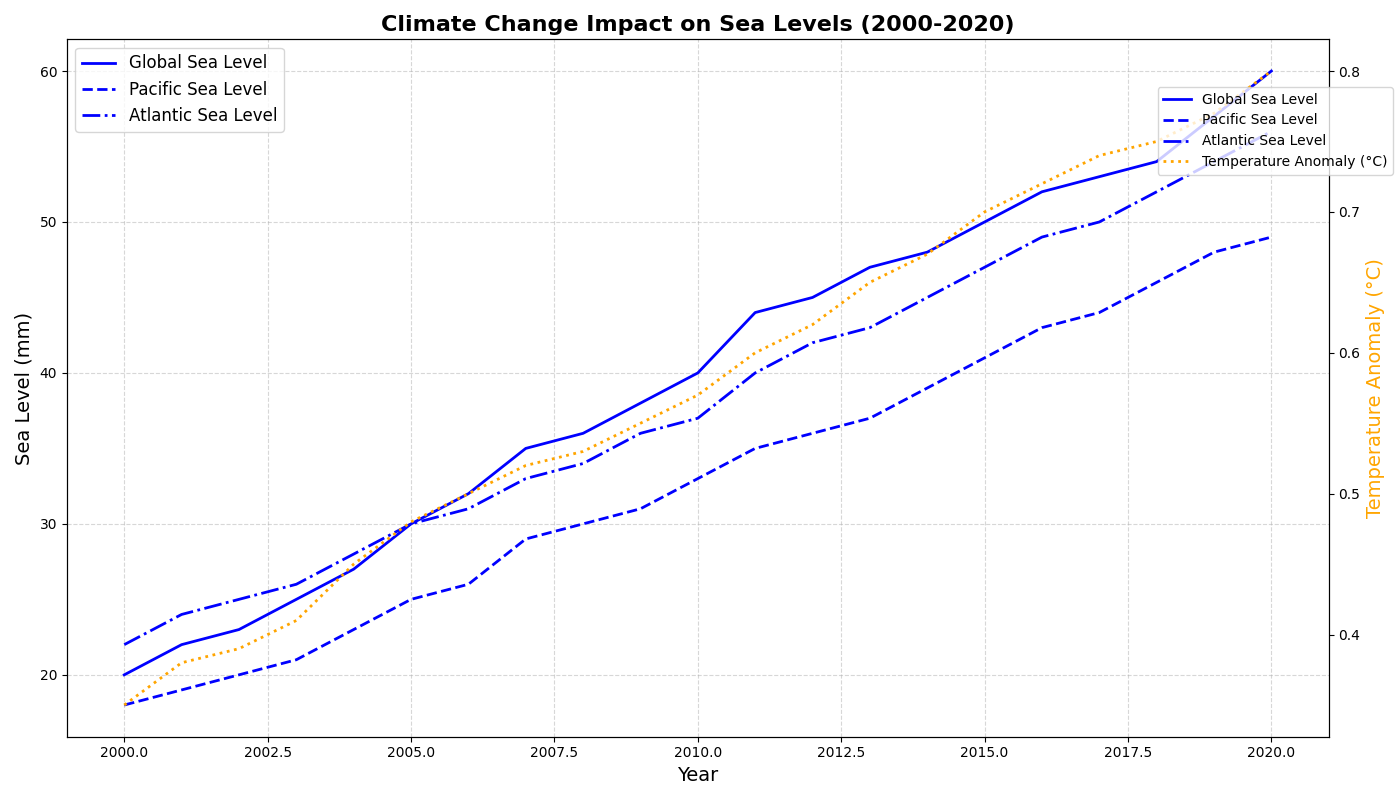 Climate Change Impact on Sea Levels (2000-2020)
Global Sea Level
Pacific Sea Level
Atlantic Sea Level
Global Sea Level
Pacific Sea Level
Atlantic Sea Level
Temperature Anomaly (°C)
Sea Level (mm)
60
50
40
30
20
0.8
0.7
0.6
0.5
0.4
Temperature Anomaly (°C)
2000.0 2002.5 2005.0 2007.5 2010.0 2012.5 2015.0 2017.5 2020.0
Year